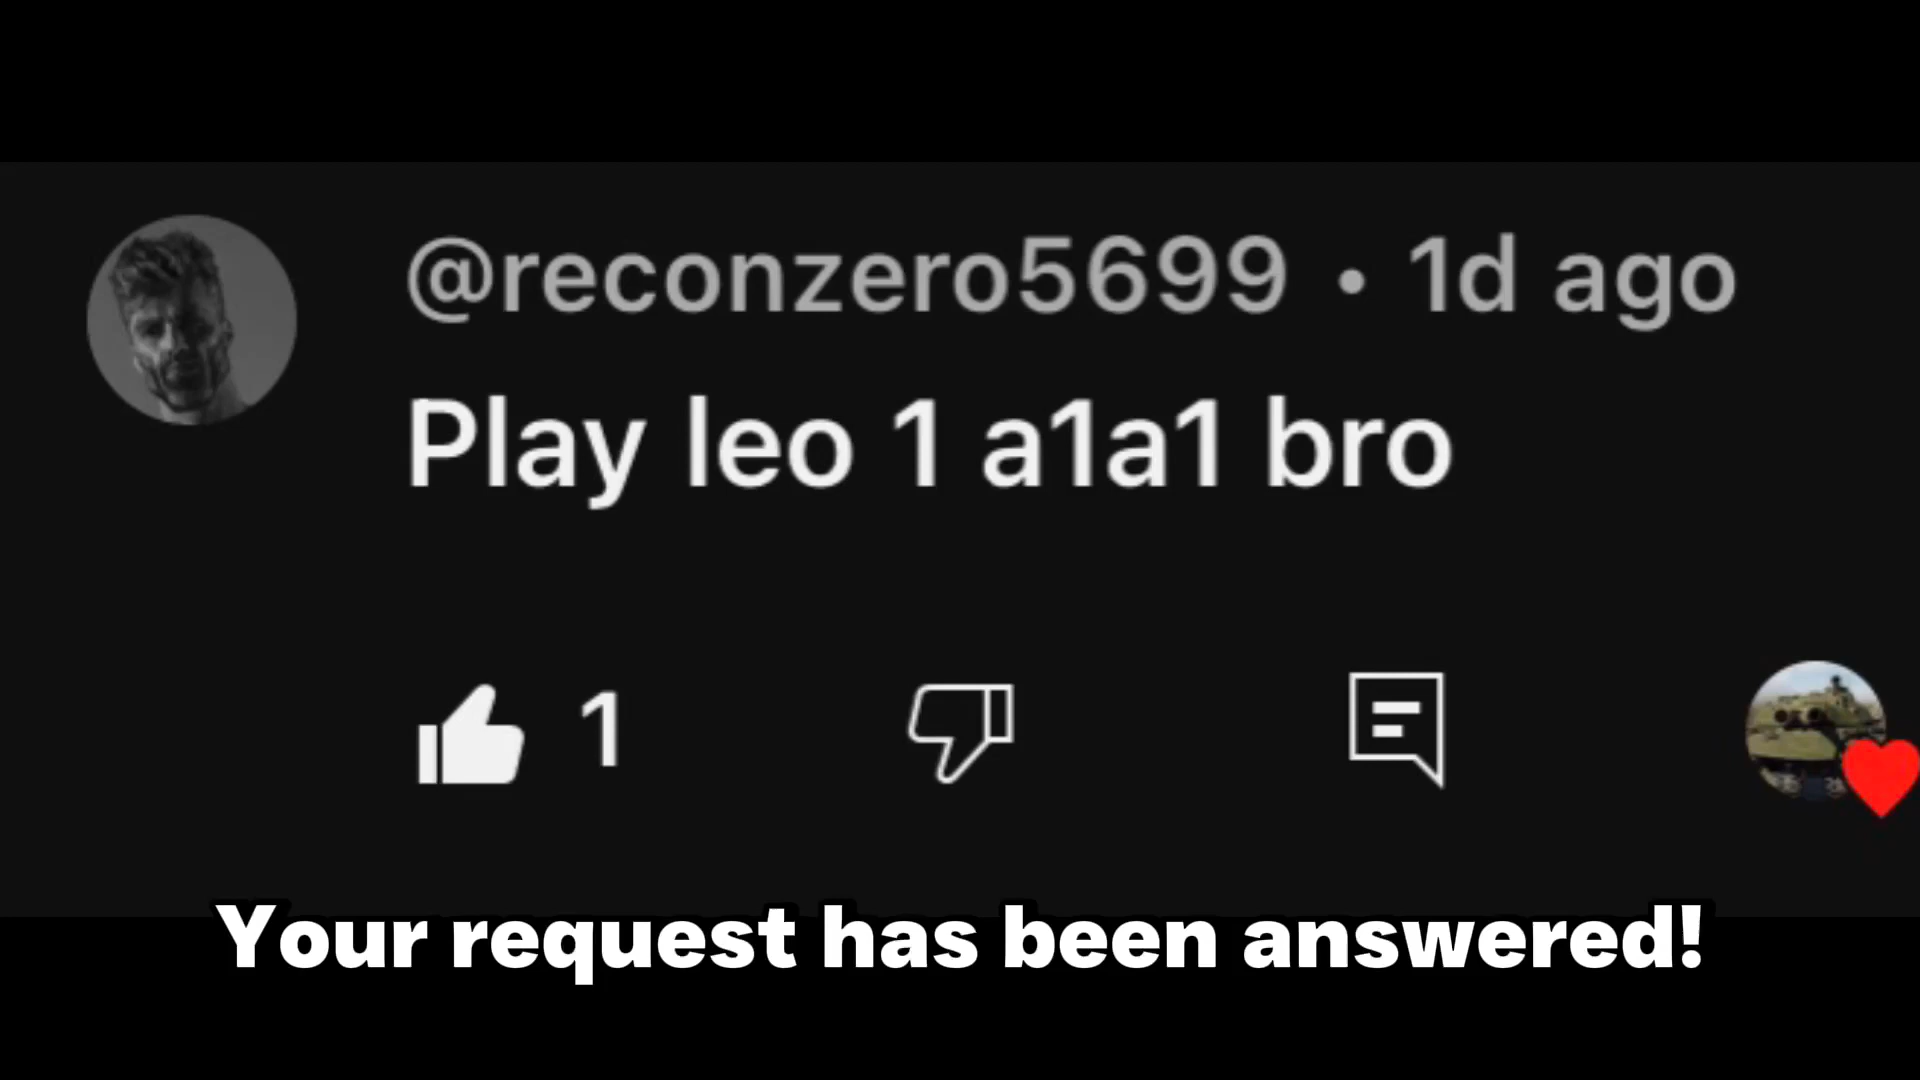 @reconzero5699 • 1d ago
Play leo 1 a1a1 bro
1
Your request has been answered!